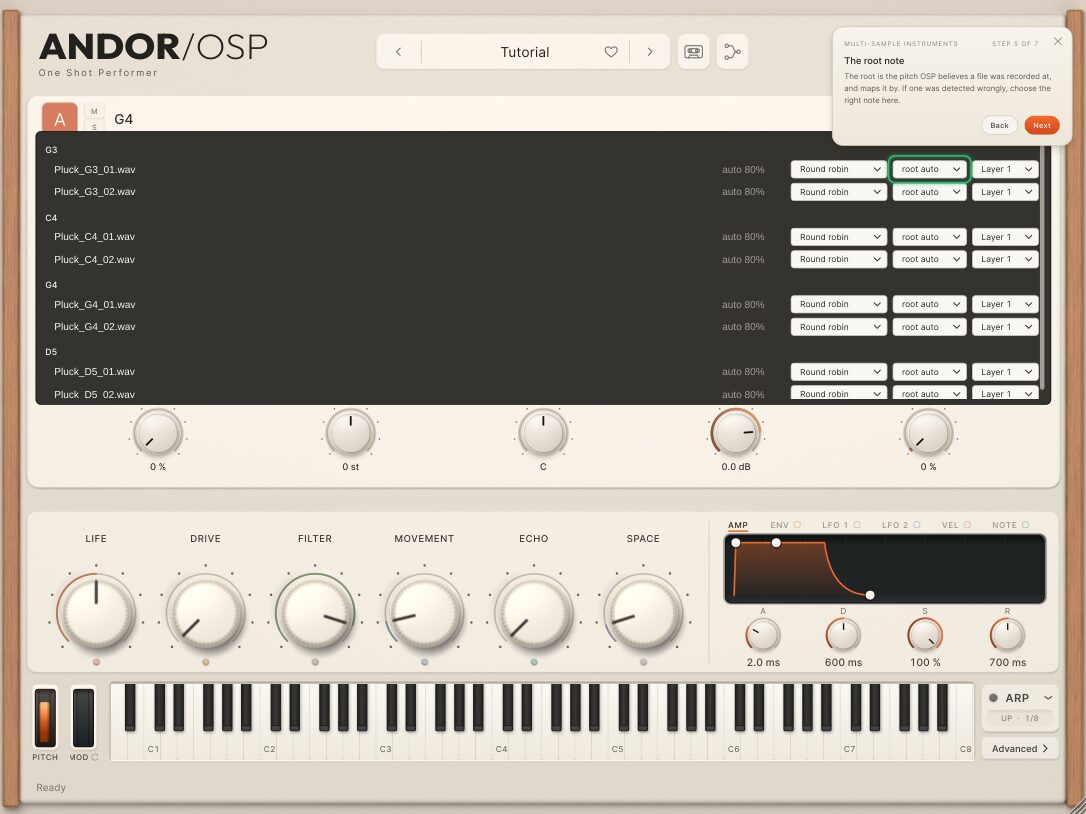 ANDOR/OSP
One Shot Performer
Tutorial
MULTI-SAMPLE INSTRUMENTS STEP 5 OF 7
The root note
The root is the pitch OSP believes a file was recorded at,
and maps it by. If one was detected wrongly, choose the
right note here.
Back Next
A M S G4
G3
Pluck_G3_01.wav auto 80% Round robin root auto Layer 1
Pluck_G3_02.wav auto 80% Round robin root auto Layer 1
C4
Pluck_C4_01.wav auto 80% Round robin root auto Layer 1
Pluck_C4_02.wav auto 80% Round robin root auto Layer 1
G4
Pluck_G4_01.wav auto 80% Round robin root auto Layer 1
Pluck_G4_02.wav auto 80% Round robin root auto Layer 1
D5
Pluck_D5_01.wav auto 80% Round robin root auto Layer 1
Pluck_D5_02.wav auto 80% Round robin root auto Layer 1
0 % 0 st C 0.0 dB 0 %
LIFE DRIVE FILTER MOVEMENT ECHO SPACE
AMP ENV LFO 1 LFO 2 VEL NOTE
A D S R
2.0 ms 600 ms 100 % 700 ms
PITCH MOD
C1 C2 C3 C4 C5 C6 C7 C8
ARP
UP · 1/8
Advanced
Ready